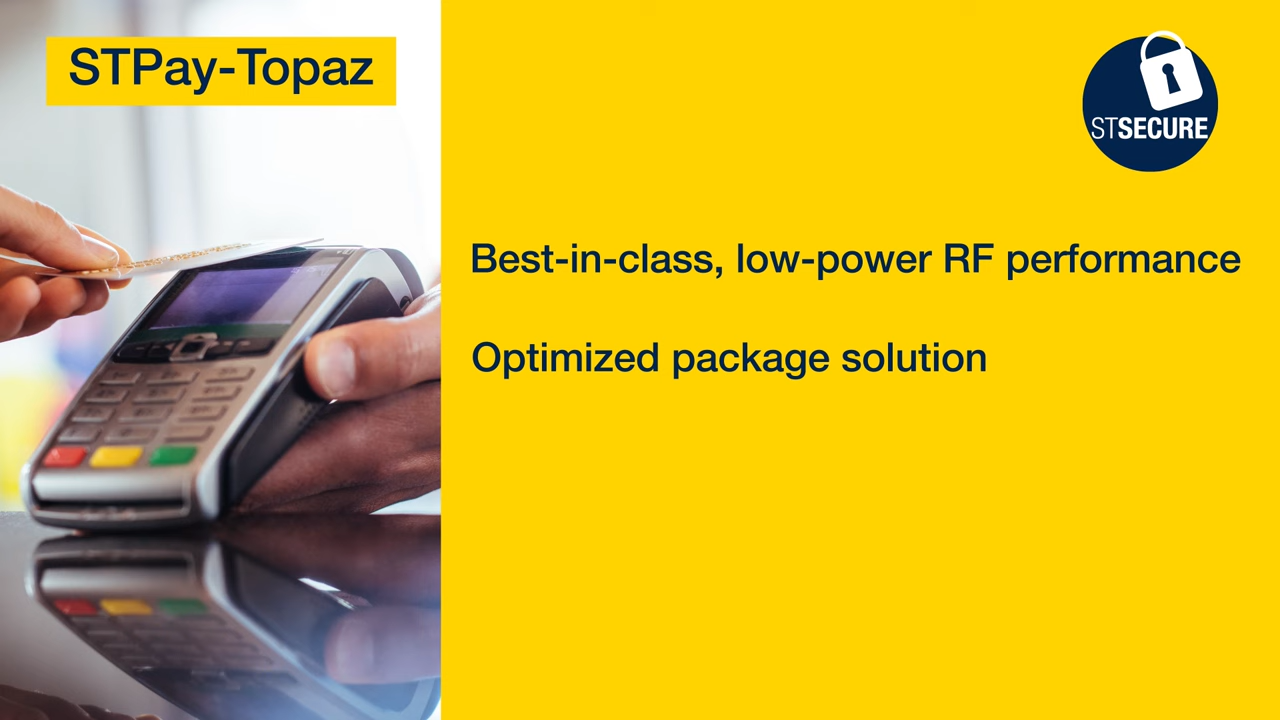 STPay-Topaz
STSECURE
Best-in-class, low-power RF performance
Optimized package solution